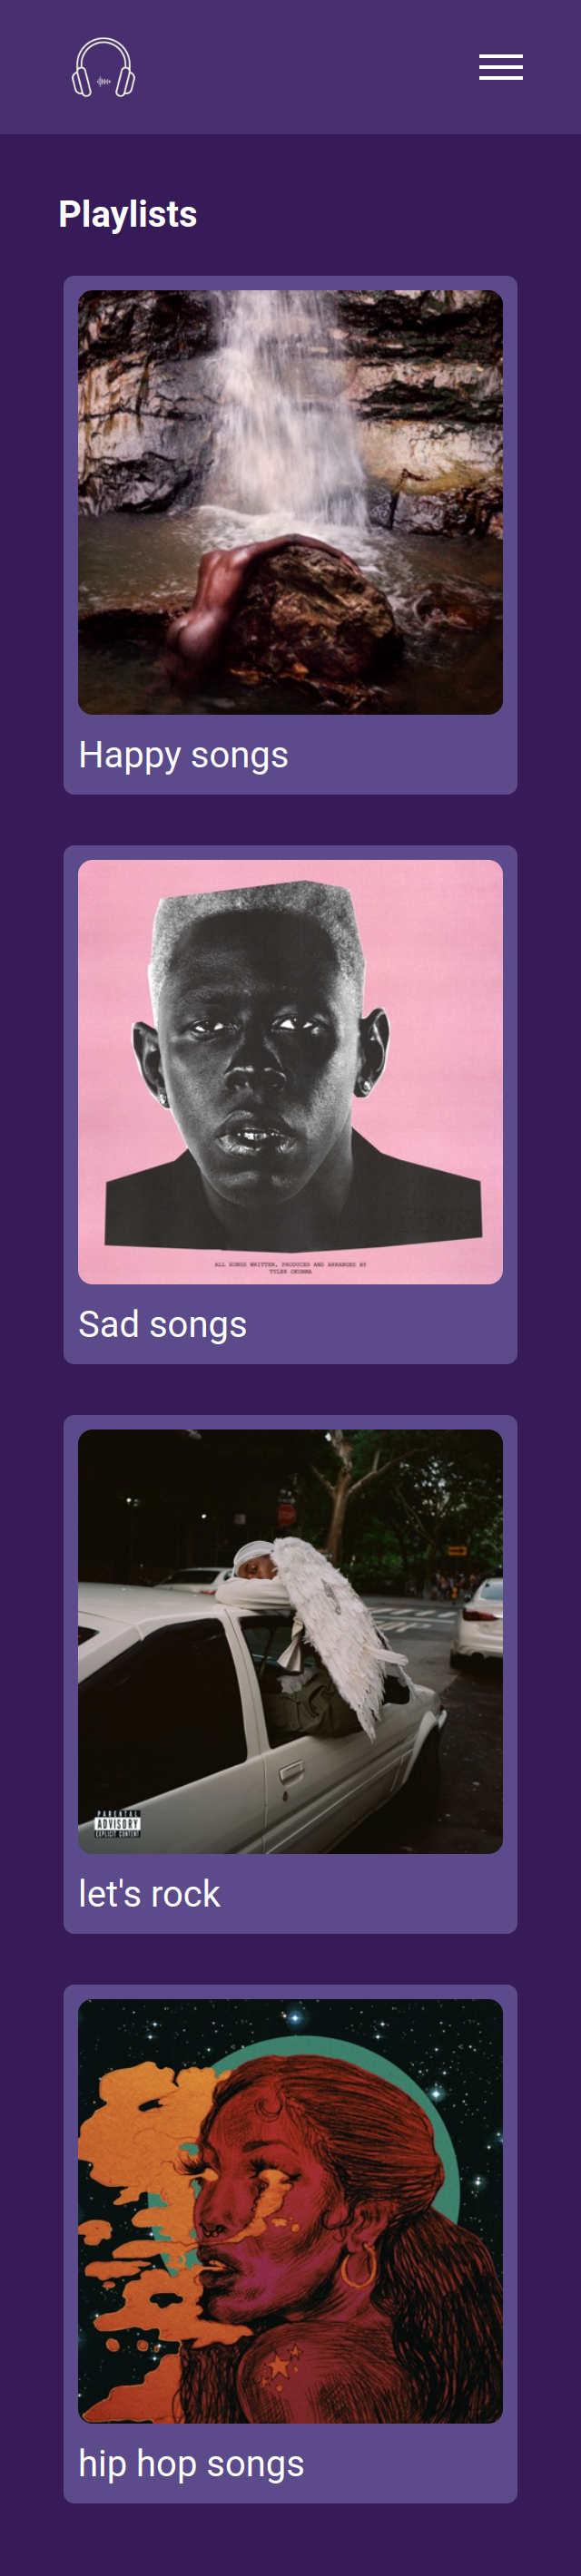 Playlists
Happy songs
ALL SONGS WRITTEN, PRODUCED AND ARRANGED BY
TYLER OKONMA
Sad songs
PARENTAL
ADVISORY
EXPLICIT CONTENT
let's rock
hip hop songs